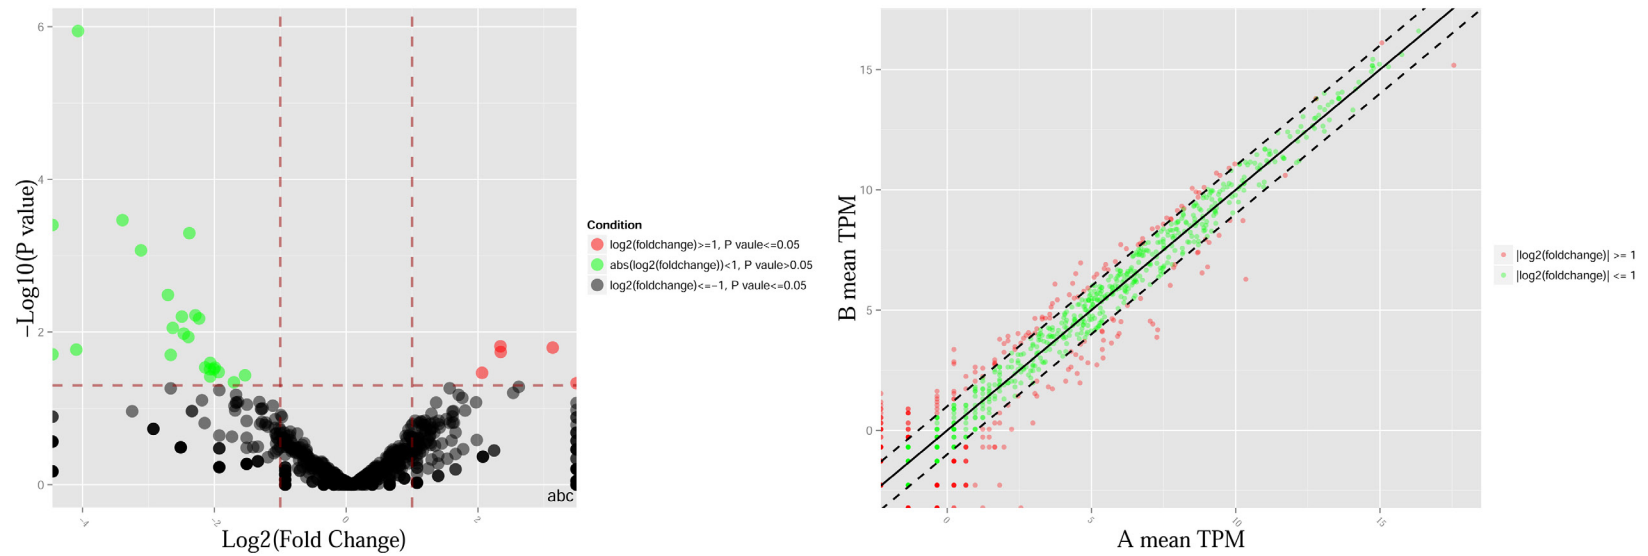 6
4
2
0
−Log10(P value)
−4
−2
0
2
abc
Log2(Fold Change)
Condition
log2(foldchange)>=1, P vaule<=0.05
abs(log2(foldchange))<1, P vaule>0.05
log2(foldchange)<=−1, P vaule<=0.05
15
10
5
0
B mean TPM
0
5
10
15
A mean TPM
|log2(foldchange)| >= 1
|log2(foldchange)| <= 1